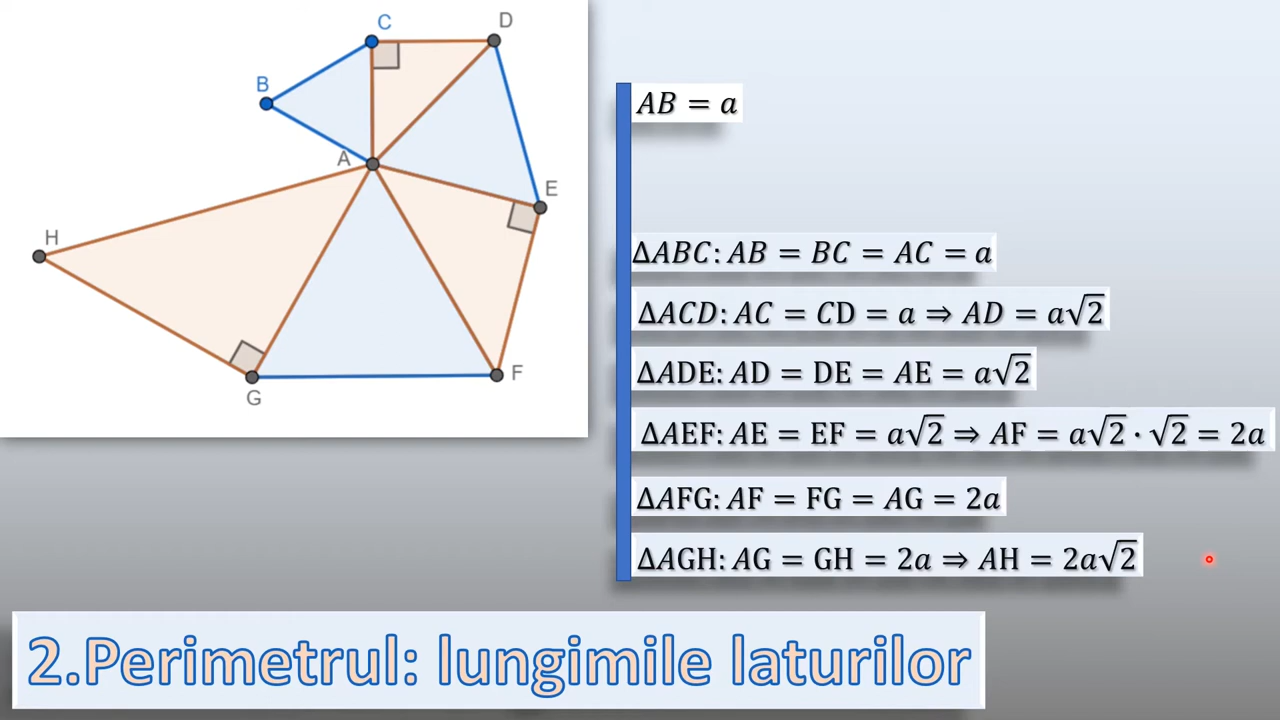 C
D
B
A
E
H
F
G
AB = a
ΔABC: AB = BC = AC = a
ΔACD: AC = CD = a ⇒ AD = a√2
ΔADE: AD = DE = AE = a√2
ΔAEF: AE = EF = a√2 ⇒ AF = a√2 · √2 = 2a
ΔAFG: AF = FG = AG = 2a
ΔAGH: AG = GH = 2a ⇒ AH = 2a√2
2.Perimetrul: lungimile laturilor